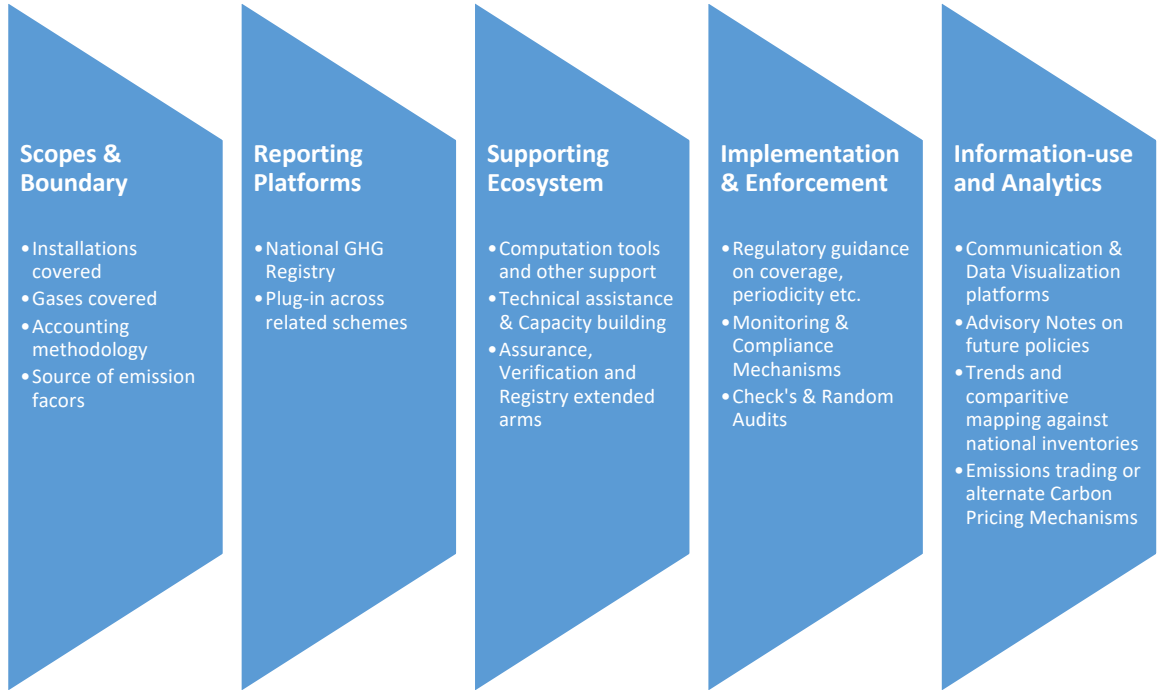 Scopes &
Boundary
•Installations
covered
•Gases covered
•Accounting
methodology
•Source of emission
facors
Reporting
Platforms
•National GHG
Registry
•Plug-in across
related schemes
Supporting
Ecosystem
•Computation tools
and other support
•Technical assistance
& Capacity building
•Assurance,
Verification and
Registry extended
arms
Implementation
& Enforcement
•Regulatory guidance
on coverage,
periodicity etc.
•Monitoring &
Compliance
Mechanisms
•Check's & Random
Audits
Information-use
and Analytics
•Communication &
Data Visualization
platforms
•Advisory Notes on
future policies
•Trends and
comparitive
mapping against
national inventories
•Emissions trading or
alternate Carbon
Pricing Mechanisms